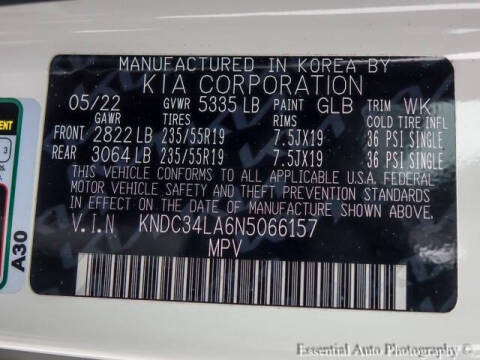 MANUFACTURED IN KOREA BY
KIA CORPORATION
05/22 GVWR 5335 LB PAINT GLB TRIM WK
GAWR TIRES RIMS COLD TIRE INFL
FRONT 2822 LB 235/55R19 7.5JX19 36 PSI SINGLE
REAR 3064 LB 235/55R19 7.5JX19 36 PSI SINGLE
THIS VEHICLE CONFORMS TO ALL APPLICABLE U.S.A. FEDERAL
MOTOR VEHICLE SAFETY AND THEFT PREVENTION STANDARDS
IN EFFECT ON THE DATE OF MANUFACTURE SHOWN ABOVE.
V.I.N KNDC34LA6N5066157
MPV
3
A30
Essential Auto Photography ©